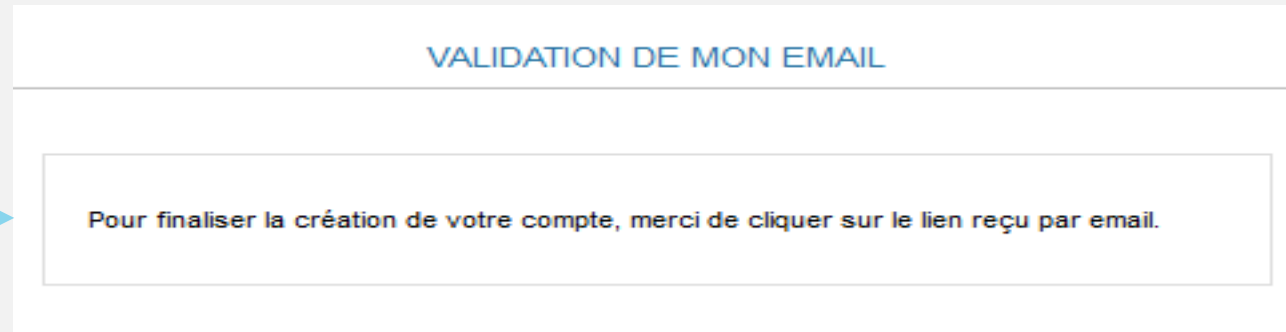 VALIDATION DE MON EMAIL
Pour finaliser la création de votre compte, merci de cliquer sur le lien reçu par email.